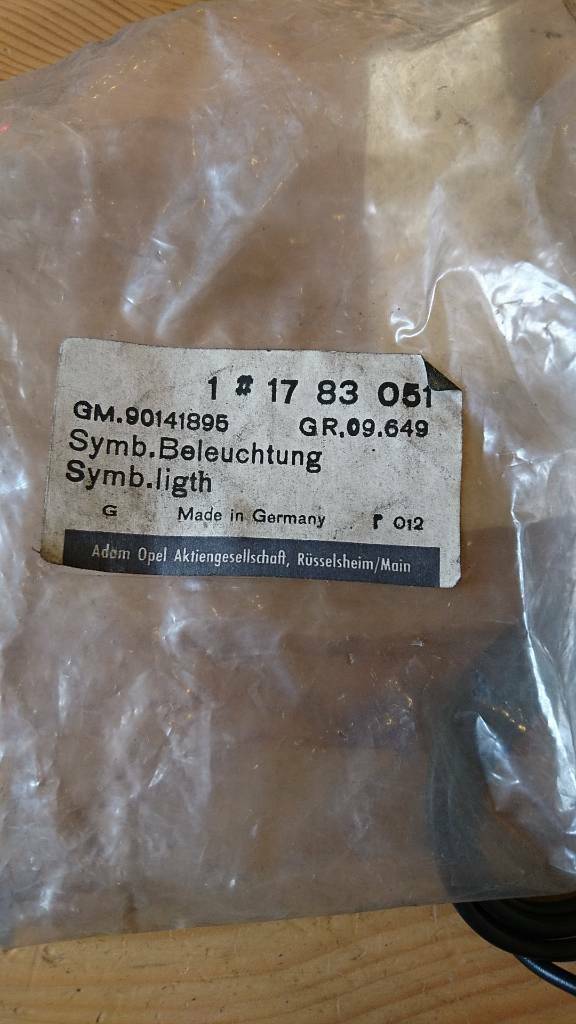 1 # 17 83 051
GM.90141895 GR.09.649
Symb.Beleuchtung
Symb.ligth
G Made in Germany P 012
Adam Opel Aktiengesellschaft, Rüsselsheim/Main